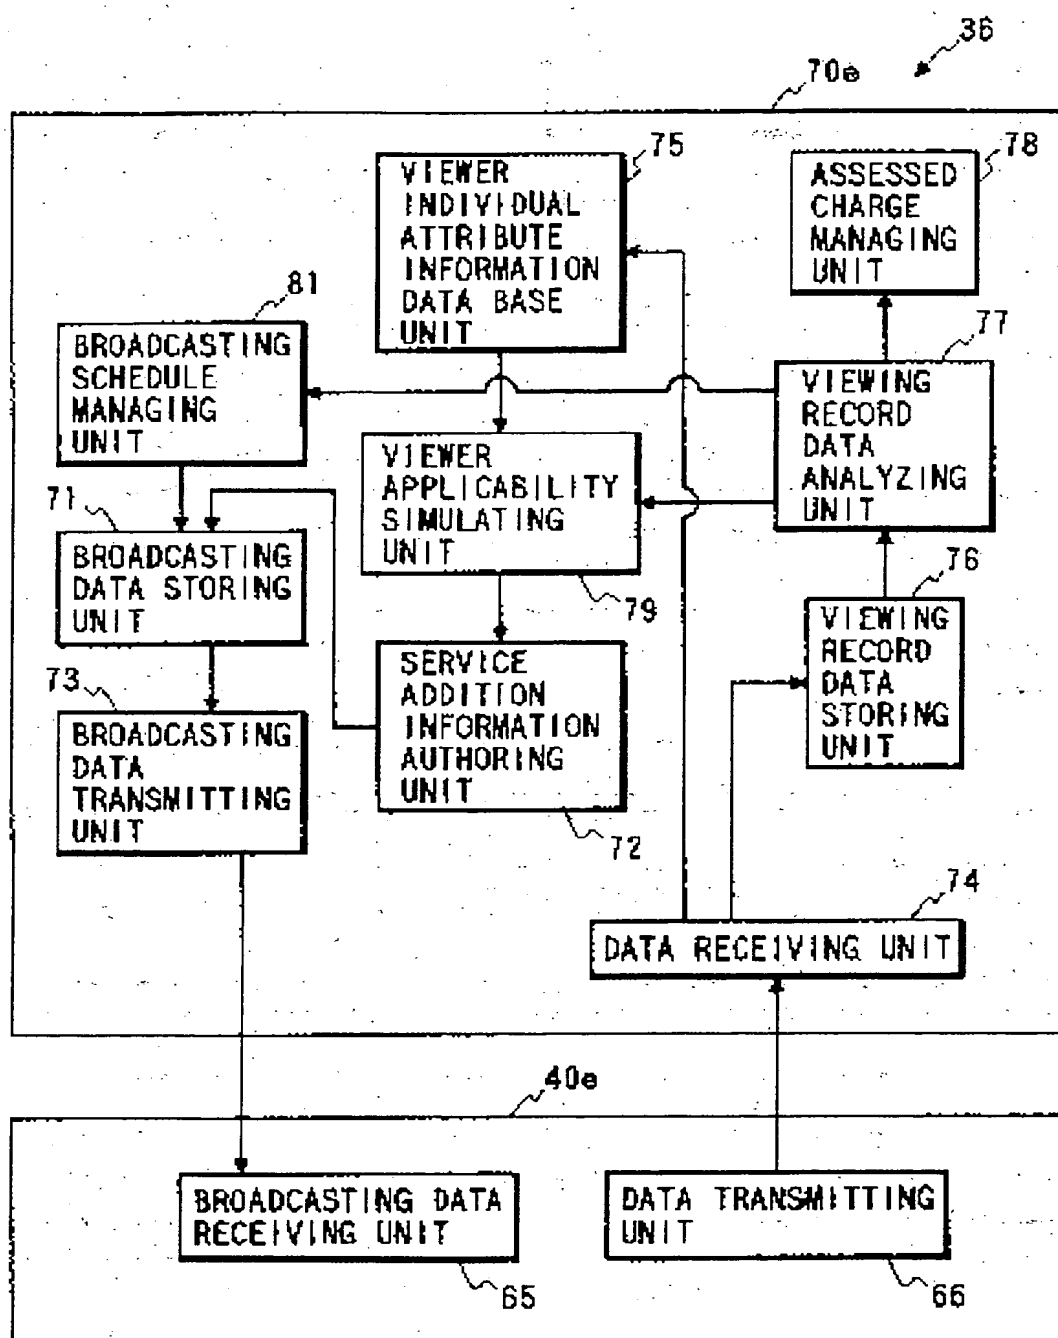 36
70e
75
VIEWER
INDIVIDUAL
ATTRIBUTE
INFORMATION
DATA BASE
UNIT
78
ASSESSED
CHARGE
MANAGING
UNIT
81
BROADCASTING
SCHEDULE
MANAGING
UNIT
77
VIEWING
RECORD
DATA
ANALYZING
UNIT
VIEWER
APPLICABILITY
SIMULATING
UNIT
79
71
BROADCASTING
DATA STORING
UNIT
76
VIEWING
RECORD
DATA
STORING
UNIT
73
BROADCASTING
DATA
TRANSMITTING
UNIT
SERVICE
ADDITION
INFORMATION
AUTHORING
UNIT
72
74
DATA RECEIVING UNIT
40e
BROADCASTING DATA
RECEIVING UNIT
65
DATA TRANSMITTING
UNIT
66